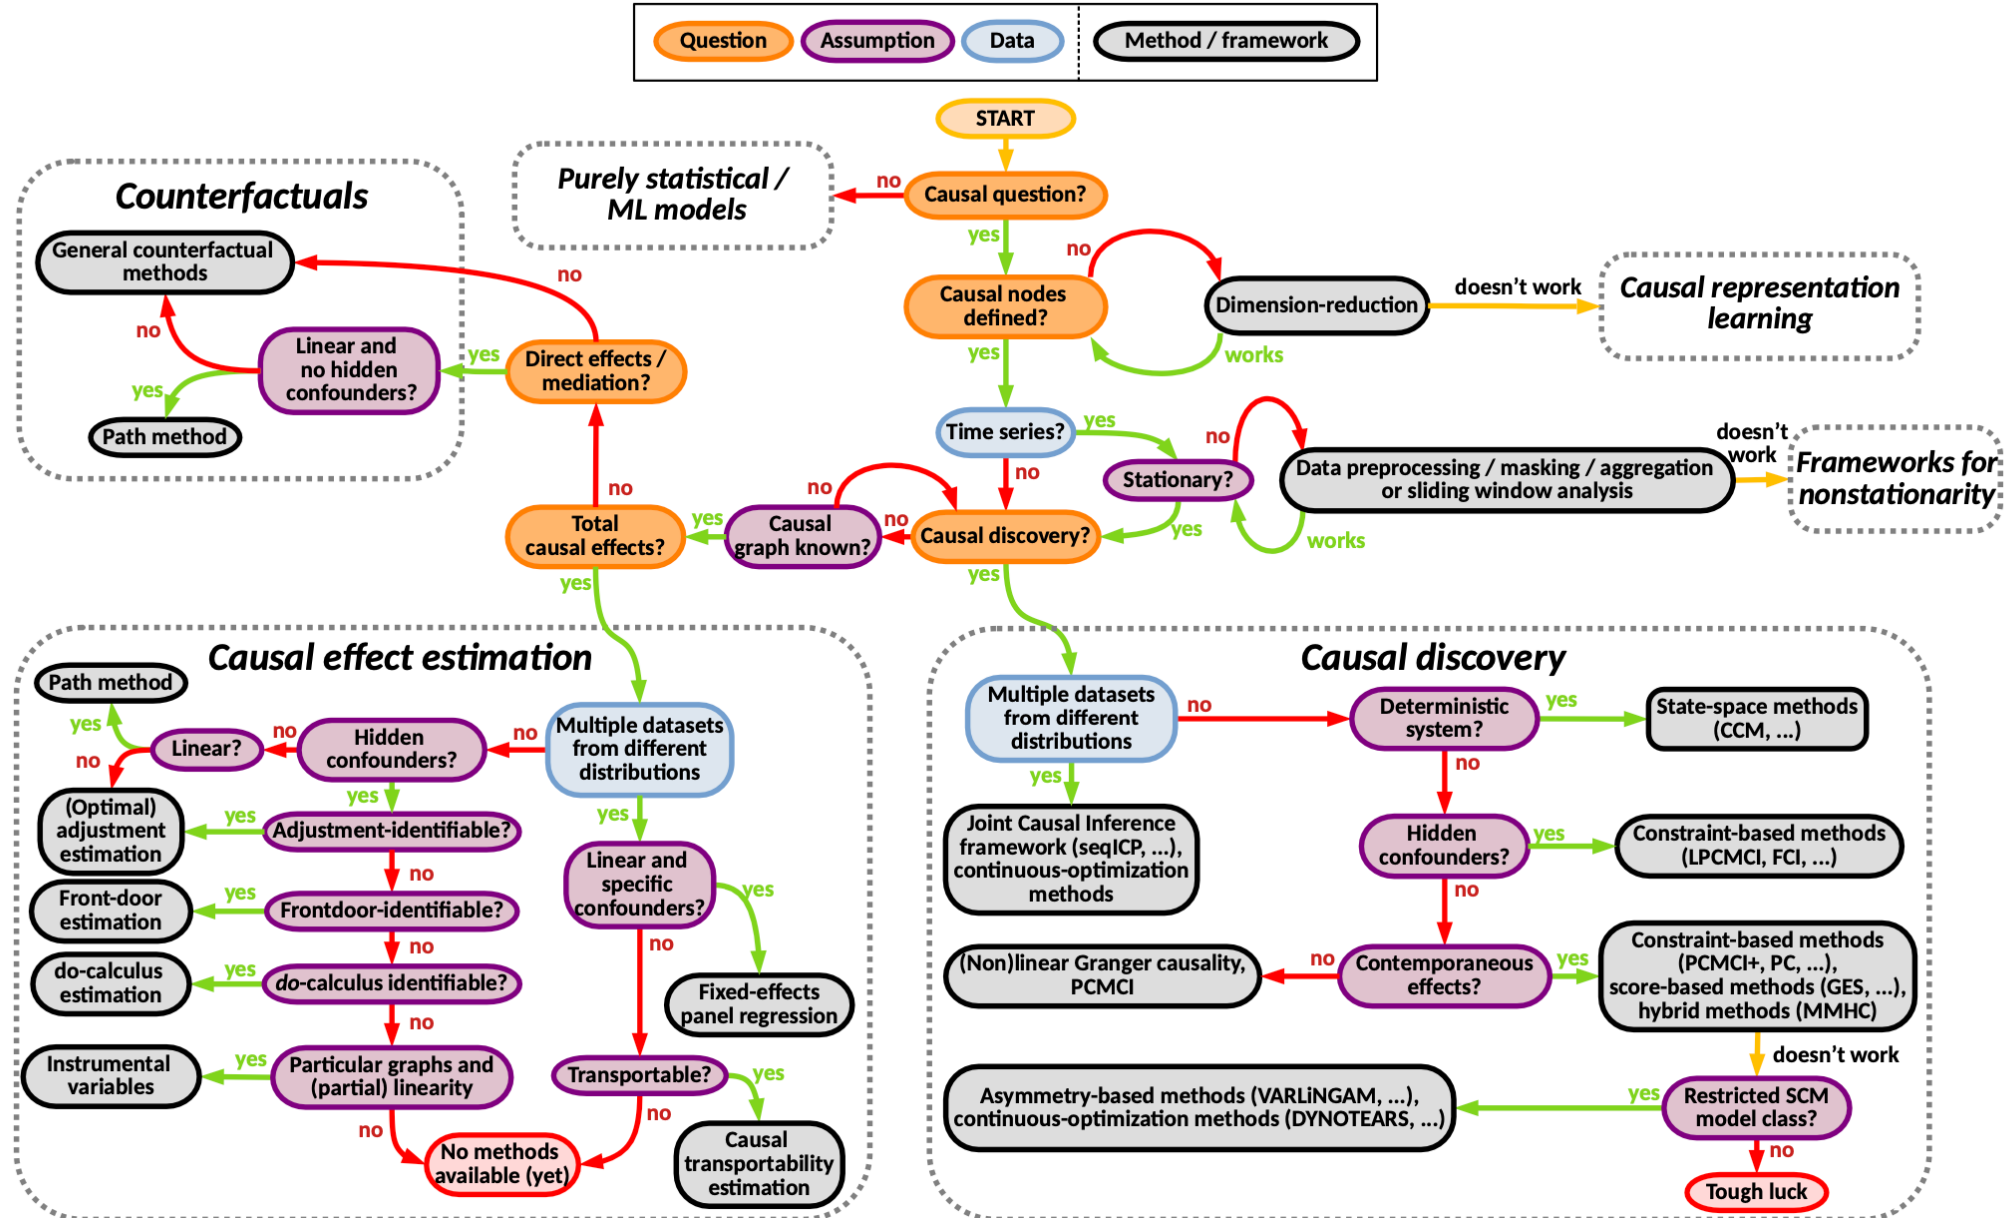 Question
Assumption
Data
Method / framework
START
Causal question?
no
yes
Purely statistical /
ML models
Causal nodes
defined?
no
yes
Dimension-reduction
works
doesn't work
Causal representation
learning
Time series?
yes
no
Stationary?
no
yes
Data preprocessing / masking / aggregation
or sliding window analysis
works
doesn't
work
Frameworks for
nonstationarity
Causal discovery?
no
yes
Causal
graph known?
no
yes
Total
causal effects?
no
yes
Direct effects /
mediation?
no
yes
Counterfactuals
General counterfactual
methods
Linear and
no hidden
confounders?
no
yes
Path method
Causal effect estimation
Multiple datasets
from different
distributions
no
yes
Hidden
confounders?
no
yes
Linear?
yes
no
Path method
(Optimal)
adjustment
estimation
Adjustment-identifiable?
yes
no
Frontdoor-identifiable?
yes
no
Front-door
estimation
do-calculus identifiable?
yes
no
do-calculus
estimation
Particular graphs and
(partial) linearity
yes
no
Instrumental
variables
Linear and
specific
confounders?
yes
no
Fixed-effects
panel regression
Transportable?
yes
no
Causal
transportability
estimation
No methods
available (yet)
Causal discovery
Multiple datasets
from different
distributions
no
yes
Joint Causal Inference
framework (seqICP, ...),
continuous-optimization
methods
Deterministic
system?
yes
no
State-space methods
(CCM, ...)
Hidden
confounders?
yes
no
Constraint-based methods
(LPCMCI, FCI, ...)
Contemporaneous
effects?
no
yes
(Non)linear Granger causality,
PCMCI
Constraint-based methods
(PCMCI+, PC, ...),
score-based methods (GES, ...),
hybrid methods (MMHC)
doesn't work
Restricted SCM
model class?
yes
no
Asymmetry-based methods (VARLiNGAM, ...),
continuous-optimization methods (DYNOTEARS, ...)
Tough luck